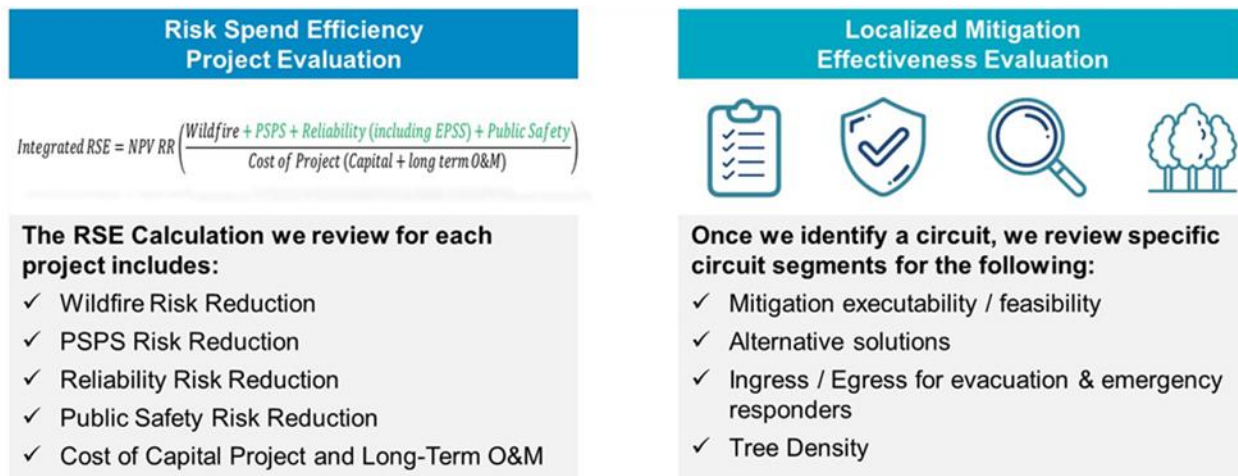 Risk Spend Efficiency
Project Evaluation
Integrated RSE = NPV RR (Wildfire + PSPS + Reliability (including EPSS) + Public Safety
Cost of Project (Capital + long term O&M))
The RSE Calculation we review for each
project includes:
✓ Wildfire Risk Reduction
✓ PSPS Risk Reduction
✓ Reliability Risk Reduction
✓ Public Safety Risk Reduction
✓ Cost of Capital Project and Long-Term O&M
Localized Mitigation
Effectiveness Evaluation
Once we identify a circuit, we review specific
circuit segments for the following:
✓ Mitigation executability / feasibility
✓ Alternative solutions
✓ Ingress / Egress for evacuation & emergency
responders
✓ Tree Density